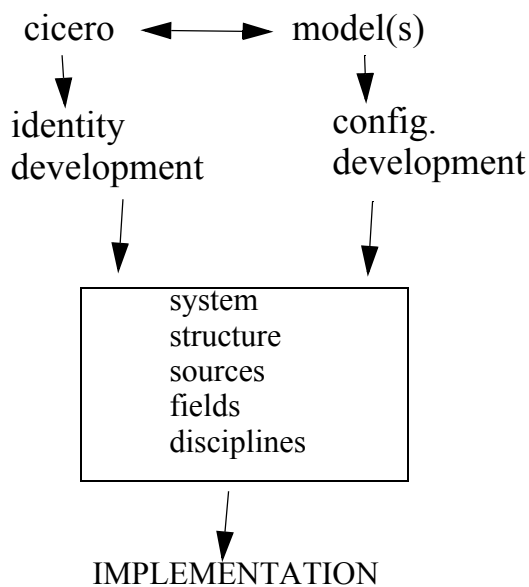 cicero
model(s)
identity
development
config.
development
system
structure
sources
fields
disciplines
IMPLEMENTATION